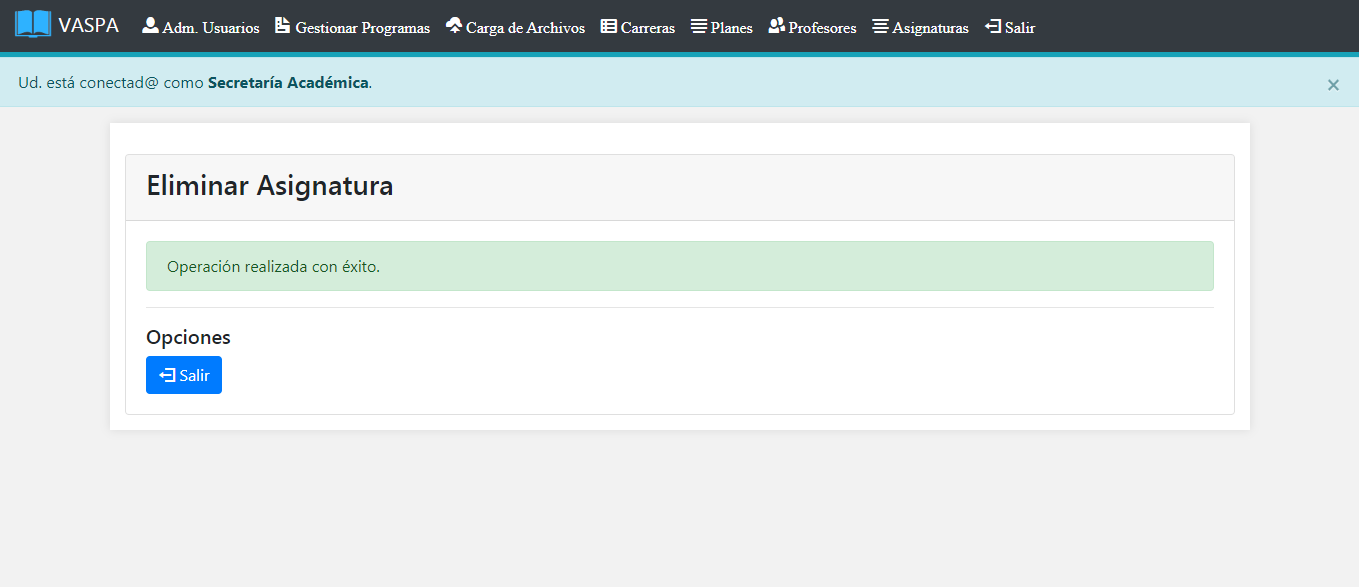 VASPA Adm. Usuarios Gestionar Programas Carga de Archivos Carreras Planes Profesores Asignaturas Salir
Ud. está conectad@ como Secretaría Académica.
×
Eliminar Asignatura
Operación realizada con éxito.
Opciones
Salir